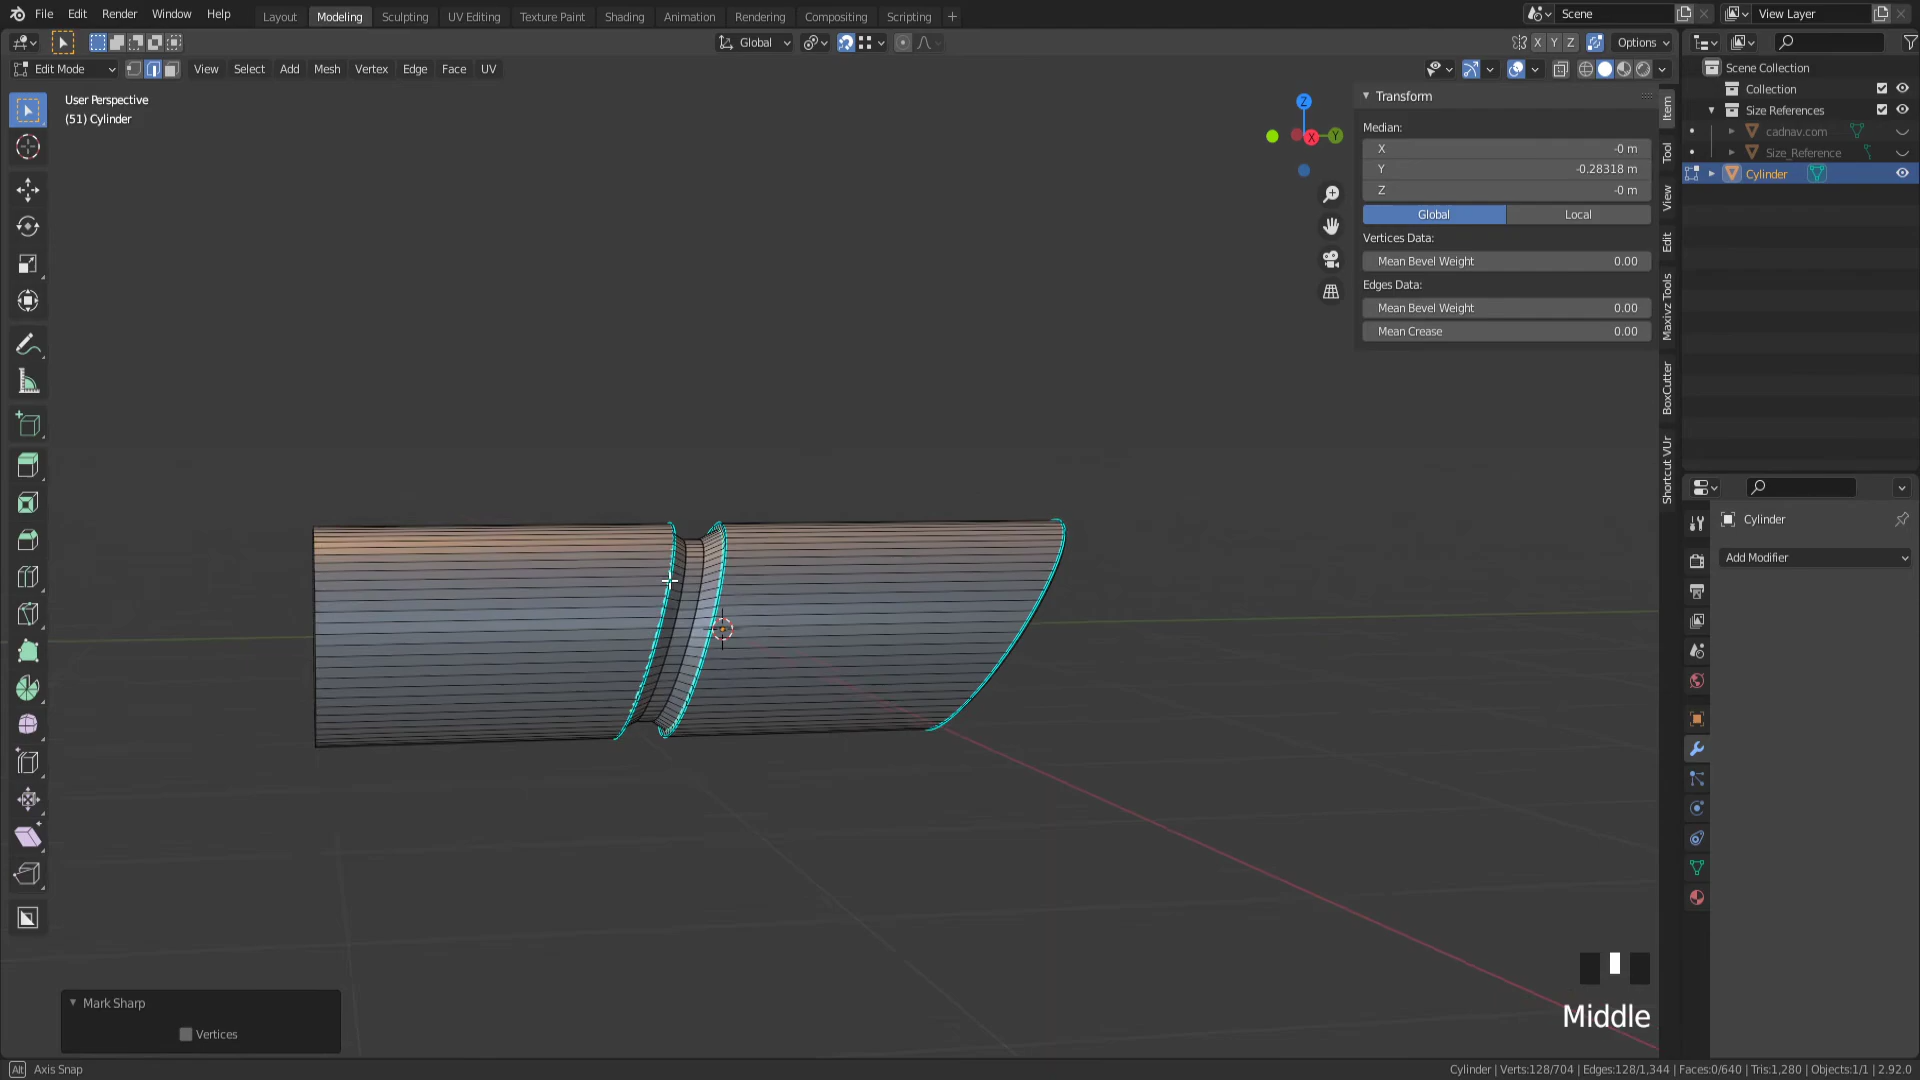 File Edit Render Window Help
Layout Modeling Sculpting UV Editing Texture Paint Shading Animation Rendering Compositing Scripting
Scene
View Layer
Global
X Y Z
Options
Edit Mode
View Select Add Mesh Vertex Edge Face UV
User Perspective
(51) Cylinder
Z
X
Y
Transform
Median:
X -0 m
Y -0.28318 m
Z -0 m
Global Local
Vertices Data:
Mean Bevel Weight 0.00
Edges Data:
Mean Bevel Weight 0.00
Mean Crease 0.00
Item
Tool
View
Edit
Maxivz Tools
BoxCutter
Shortcut VUr
Scene Collection
Collection
Size References
cadnav.com
Size_Reference
Cylinder
Cylinder
Add Modifier
Mark Sharp
Vertices
Middle
Alt Axis Snap
Cylinder | Verts:128/704 | Edges:128/1,344 | Faces:0/640 | Tris:1,280 | Objects:1/1 | 2.92.0